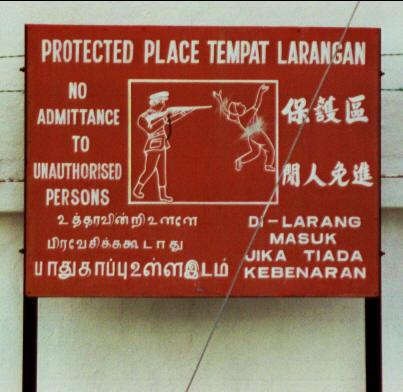 PROTECTED PLACE TEMPAT LARANGAN
NO
ADMITTANCE
TO
UNAUTHORISED
PERSONS
保護區
閒人免進
உத்தரவின்றி உள்ளே
பிரவேசிக்ககூடாது
பாதுகாப்பு உள்ளஇடம்
DI-LARANG
MASUK
JIKA TIADA
KEBENARAN